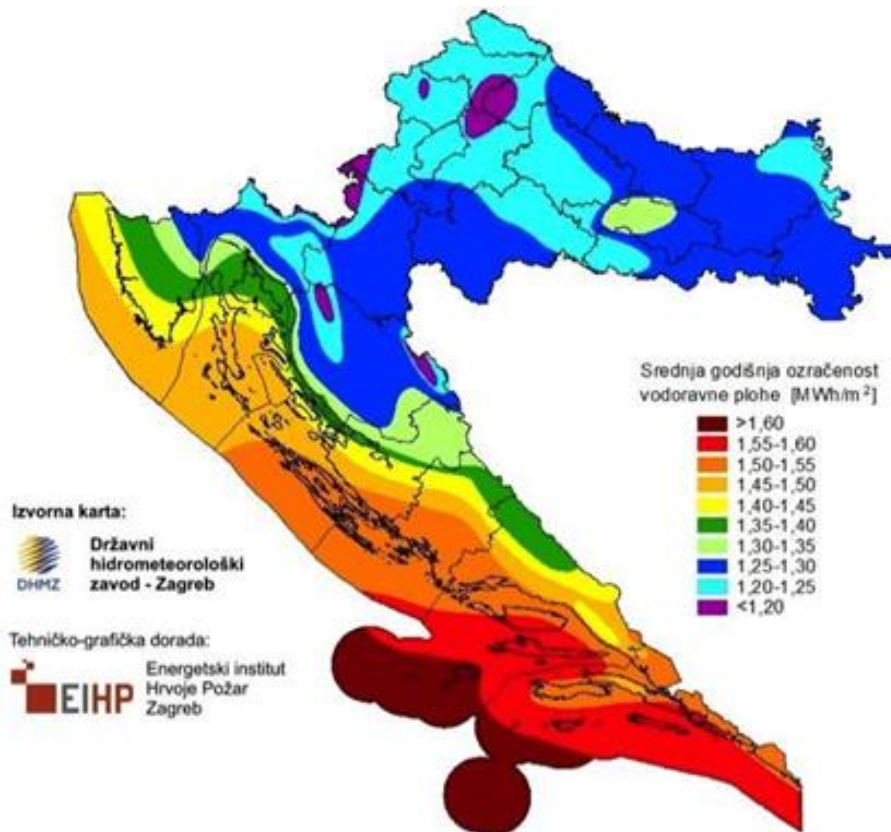 Srednja godišnja ozračenost
vodoravne plohe [MWh/m²]
>1,60
1,55-1,60
1,50-1,55
1,45-1,50
1,40-1,45
1,35-1,40
1,30-1,35
1,25-1,30
1,20-1,25
<1,20
Izvorna karta:
DHMZ
Državni
hidrometeorološki
zavod - Zagreb
Tehničko-grafička dorada:
EIHP
Energetski institut
Hrvoje Požar
Zagreb